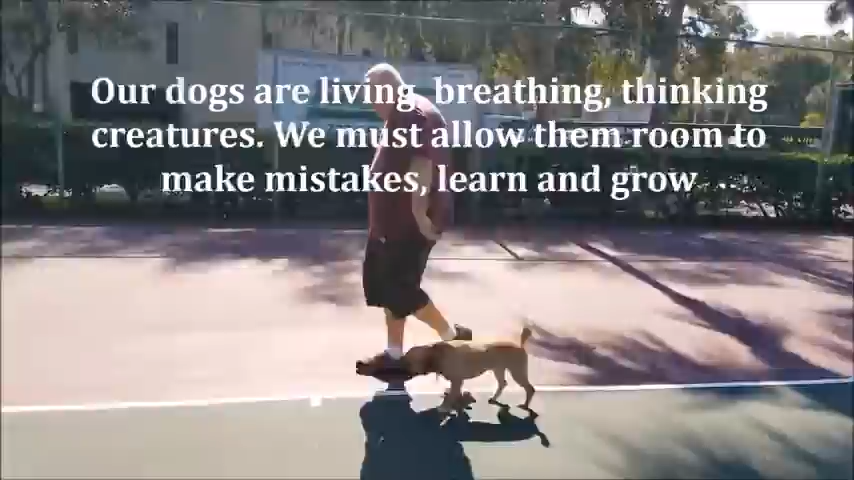 Our dogs are living, breathing, thinking
creatures. We must allow them room to
make mistakes, learn and grow